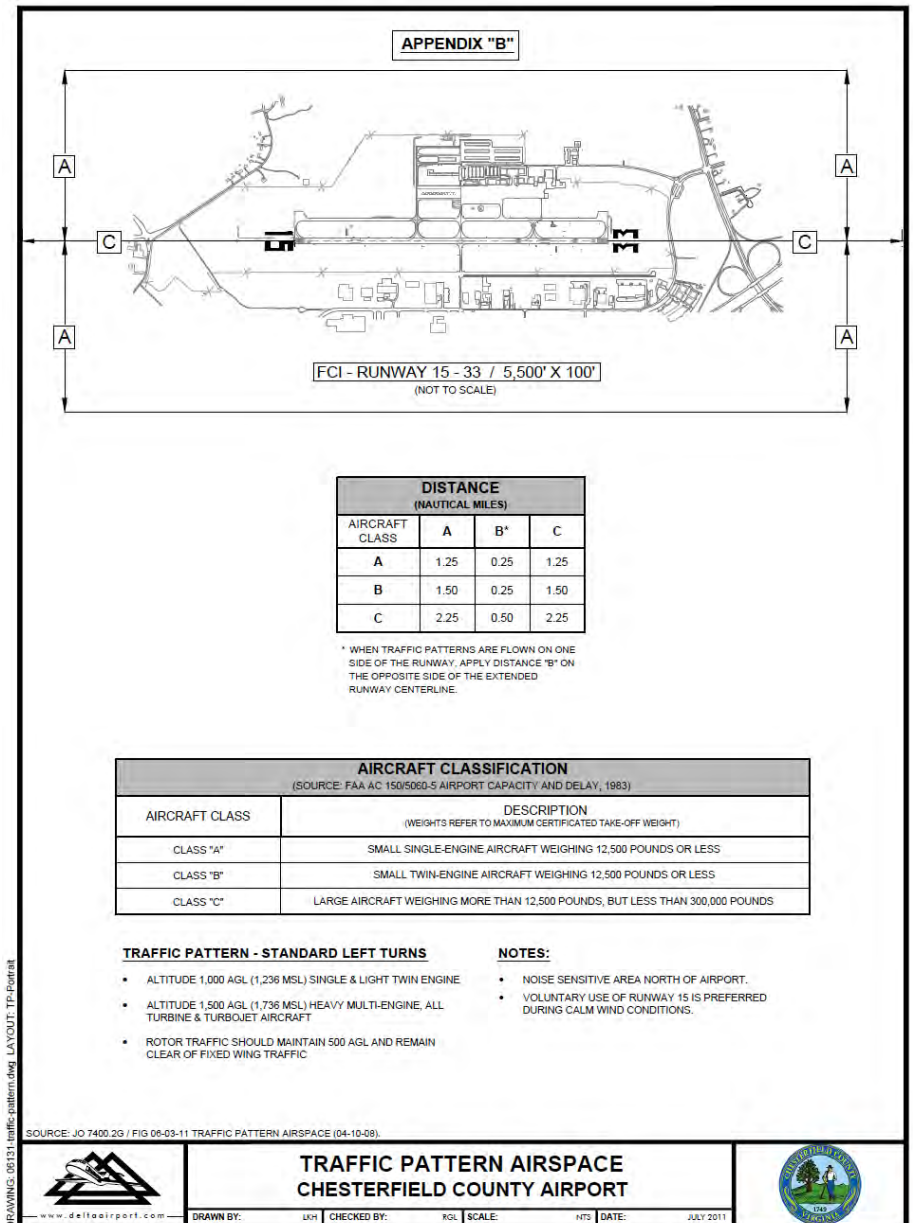 APPENDIX "B"
A
A
C
C
15
33
A
A
FCI - RUNWAY 15 - 33 / 5,500' X 100'
(NOT TO SCALE)
DISTANCE
(NAUTICAL MILES)
AIRCRAFT CLASS A B* C
A 1.25 0.25 1.25
B 1.50 0.25 1.50
C 2.25 0.50 2.25
* WHEN TRAFFIC PATTERNS ARE FLOWN ON ONE
SIDE OF THE RUNWAY, APPLY DISTANCE "B" ON
THE OPPOSITE SIDE OF THE EXTENDED
RUNWAY CENTERLINE.
AIRCRAFT CLASSIFICATION
(SOURCE: FAA AC 150/5060-5 AIRPORT CAPACITY AND DELAY, 1983)
AIRCRAFT CLASS DESCRIPTION
(WEIGHTS REFER TO MAXIMUM CERTIFICATED TAKE-OFF WEIGHT)
CLASS "A" SMALL SINGLE-ENGINE AIRCRAFT WEIGHING 12,500 POUNDS OR LESS
CLASS "B" SMALL TWIN-ENGINE AIRCRAFT WEIGHING 12,500 POUNDS OR LESS
CLASS "C" LARGE AIRCRAFT WEIGHING MORE THAN 12,500 POUNDS, BUT LESS THAN 300,000 POUNDS
TRAFFIC PATTERN - STANDARD LEFT TURNS
• ALTITUDE 1,000 AGL (1,236 MSL) SINGLE & LIGHT TWIN ENGINE
• ALTITUDE 1,500 AGL (1,736 MSL) HEAVY MULTI-ENGINE, ALL
TURBINE & TURBOJET AIRCRAFT
• ROTOR TRAFFIC SHOULD MAINTAIN 500 AGL AND REMAIN
CLEAR OF FIXED WING TRAFFIC
NOTES:
• NOISE SENSITIVE AREA NORTH OF AIRPORT.
• VOLUNTARY USE OF RUNWAY 15 IS PREFERRED
DURING CALM WIND CONDITIONS.
DRAWING: 06131-traffic-pattern.dwg LAYOUT: TP-Portrait
SOURCE: JO 7400.2G / FIG 06-03-11 TRAFFIC PATTERN AIRSPACE (04-10-08).
www.deltaairport.com
TRAFFIC PATTERN AIRSPACE
CHESTERFIELD COUNTY AIRPORT
DRAWN BY: LKH CHECKED BY: RGL SCALE: NTS DATE: JULY 2011
CHESTERFIELD COUNTY
1749
VIRGINIA